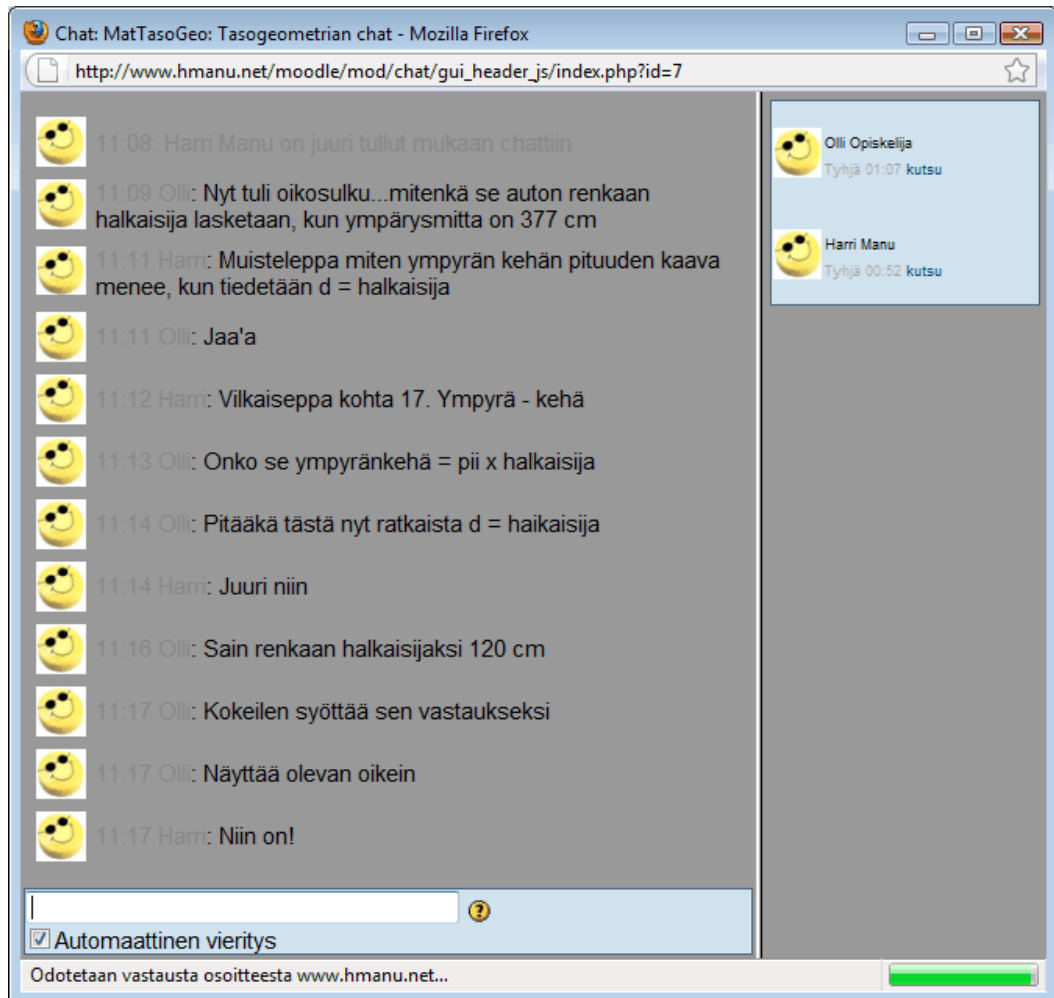 Chat: MatTasoGeo: Tasogeometrian chat - Mozilla Firefox
http://www.hmanu.net/moodle/mod/chat/gui_header_js/index.php?id=7
11:08: Harri Manu on juuri tullut mukaan chattiin
11:09 Olli: Nyt tuli oikosulku...mitenkä se auton renkaan
halkaisija lasketaan, kun ympärysmitta on 377 cm
11:11 Harri: Muisteleppa miten ympyrän kehän pituuden kaava
menee, kun tiedetään d = halkaisija
11:11 Olli: Jaa'a
11:12 Harri: Vilkaiseppa kohta 17. Ympyrä - kehä
11:13 Olli: Onko se ympyränkehä = pii x halkaisija
11:14 Olli: Pitääkä tästä nyt ratkaista d = haikaisija
11:14 Harri: Juuri niin
11:16 Olli: Sain renkaan halkaisijaksi 120 cm
11:17 Olli: Kokeilen syöttää sen vastaukseksi
11:17 Olli: Näyttää olevan oikein
11:17 Harri: Niin on!
Automaattinen vieritys
Odotetaan vastausta osoitteesta www.hmanu.net...
Olli Opiskelija
Tyhjä 01:07 kutsu
Harri Manu
Tyhjä 00:52 kutsu